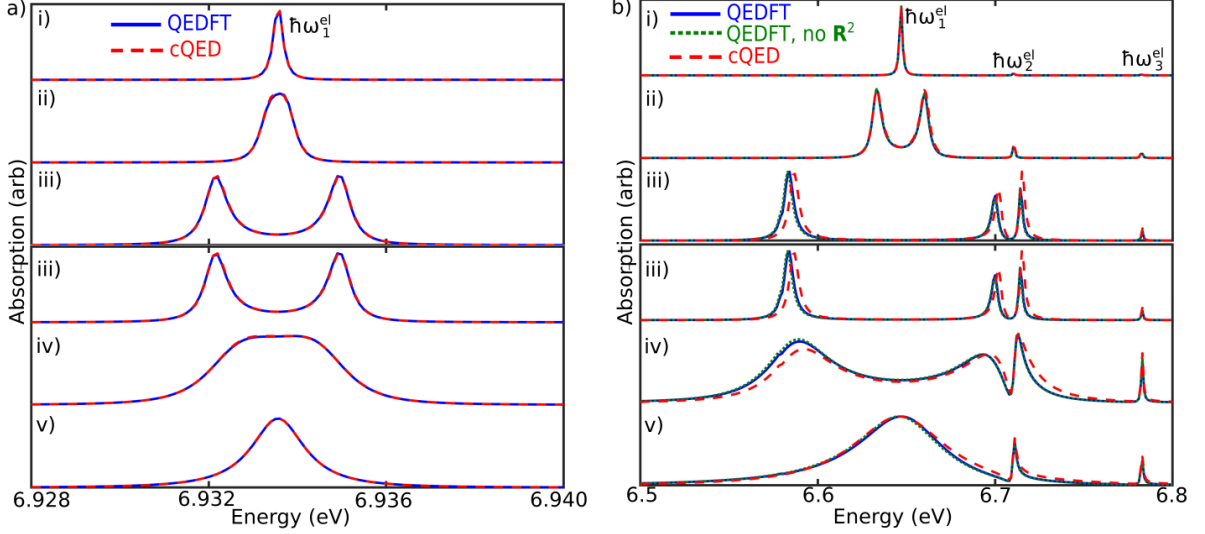 a)
i)
QEDFT
cQED
ħω₁ᵉˡ
ii)
iii)
iii)
iv)
v)
Absorption (arb)
6.928 6.932 6.936 6.940
Energy (eV)
b)
i)
QEDFT
QEDFT, no R²
cQED
ħω₁ᵉˡ
ħω₂ᵉˡ
ħω₃ᵉˡ
ii)
iii)
iii)
iv)
v)
Absorption (arb)
6.5 6.6 6.7 6.8
Energy (eV)